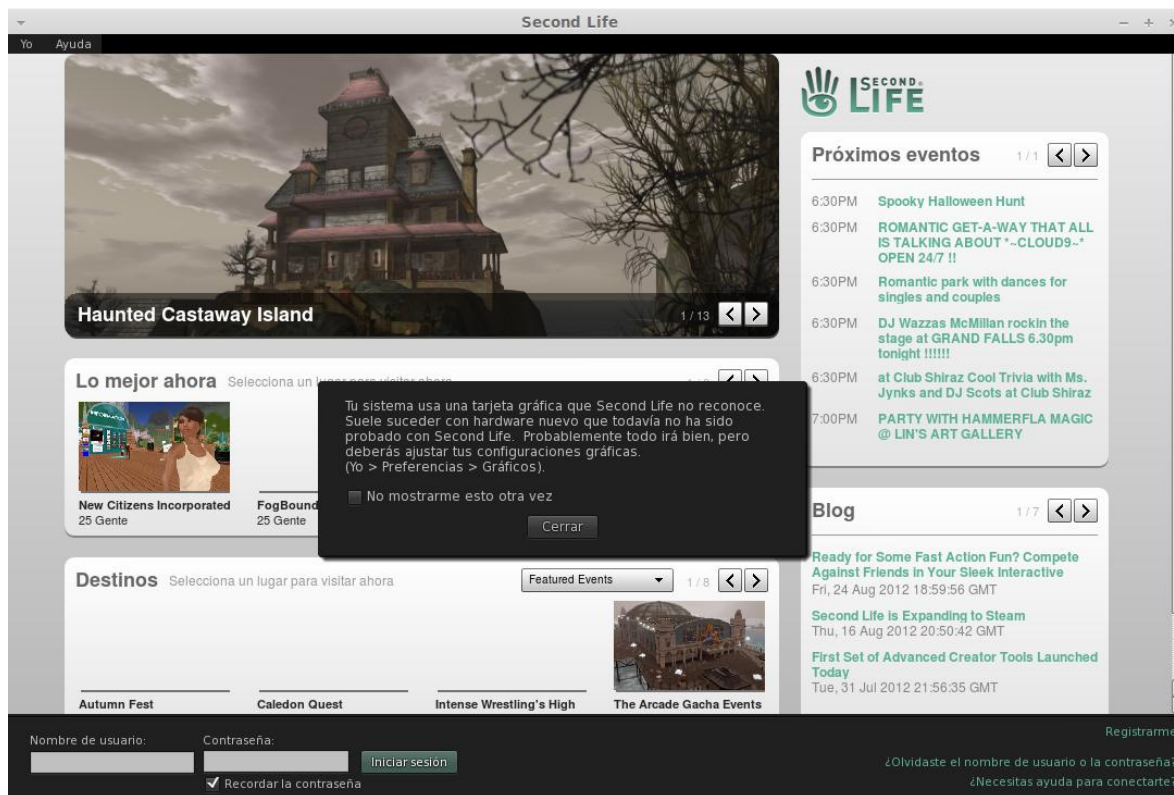 Second Life
Yo Ayuda
Haunted Castaway Island
1 / 13
SECOND
LIFE
Próximos eventos 1 / 1
6:30PM Spooky Halloween Hunt
6:30PM ROMANTIC GET-A-WAY THAT ALL
IS TALKING ABOUT *~CLOUD9~*
OPEN 24/7 !!
6:30PM Romantic park with dances for
singles and couples
6:30PM DJ Wazzas McMillan rockin the
stage at GRAND FALLS 6.30pm
tonight !!!!!!
6:30PM at Club Shiraz Cool Trivia with Ms.
Jynks and DJ Scots at Club Shiraz
7:00PM PARTY WITH HAMMERFLA MAGIC
@ LIN'S ART GALLERY
Lo mejor ahora Selecciona un lugar para visitar ahora
New Citizens Incorporated
25 Gente
FogBound
25 Gente
Tu sistema usa una tarjeta gráfica que Second Life no reconoce.
Suele suceder con hardware nuevo que todavía no ha sido
probado con Second Life. Probablemente todo irá bien, pero
deberás ajustar tus configuraciones gráficas.
(Yo > Preferencias > Gráficos).
No mostrarme esto otra vez
Cerrar
Destinos Selecciona un lugar para visitar ahora Featured Events 1 / 8
Autumn Fest
Caledon Quest
Intense Wrestling's High
The Arcade Gacha Events
Blog 1 / 7
Ready for Some Fast Action Fun? Compete
Against Friends in Your Sleek Interactive
Fri, 24 Aug 2012 18:59:56 GMT
Second Life is Expanding to Steam
Thu, 16 Aug 2012 20:50:42 GMT
First Set of Advanced Creator Tools Launched
Today
Tue, 31 Jul 2012 21:56:35 GMT
Nombre de usuario: Contraseña:
Iniciar sesión
Recordar la contraseña
Registrarme
¿Olvidaste el nombre de usuario o la contraseña?
¿Necesitas ayuda para conectarte?